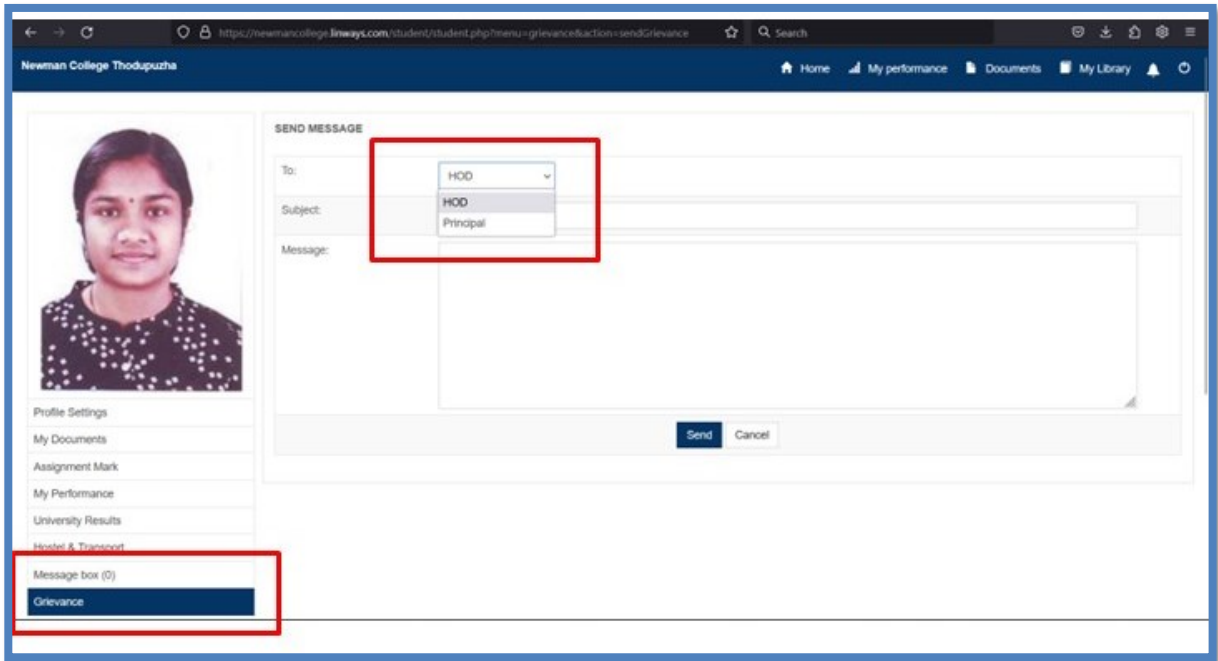 https://newmancollege.linways.com/student/student.php?menu=grievance&action=sendGrievance
Search
Newman College Thodupuzha
Home
My performance
Documents
My Library
SEND MESSAGE
To:
HOD
HOD
Principal
Subject:
Message:
Send
Cancel
Profile Settings
My Documents
Assignment Mark
My Performance
University Results
Hostel & Transport
Message box (0)
Grievance